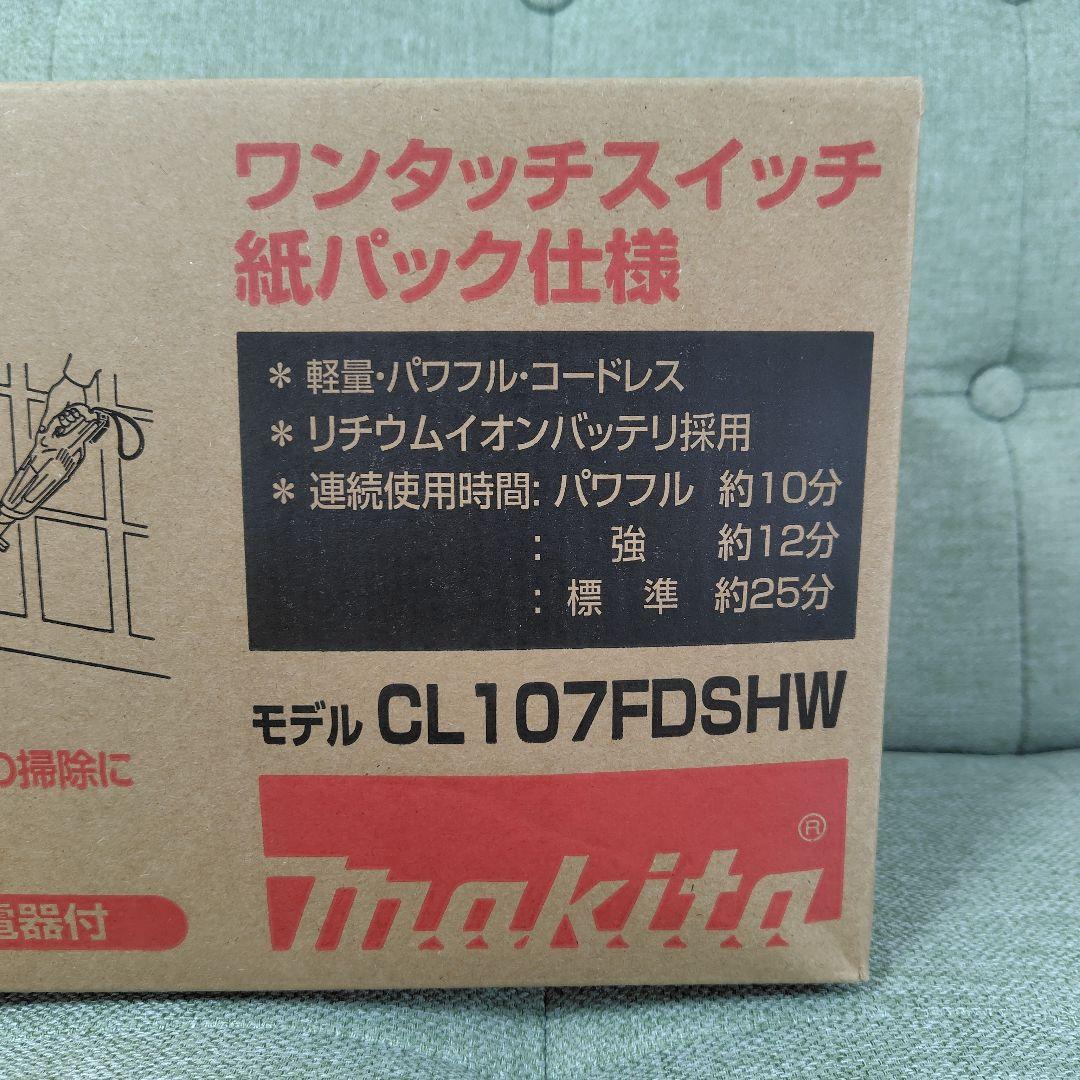 ワンタッチスイッチ
紙パック仕様
* 軽量・パワフル・コードレス
* リチウムイオンバッテリ採用
* 連続使用時間: パワフル 約10分
: 強 約12分
: 標 準 約25分
モデル CL107FDSHW
掃除に
makita®
電器付